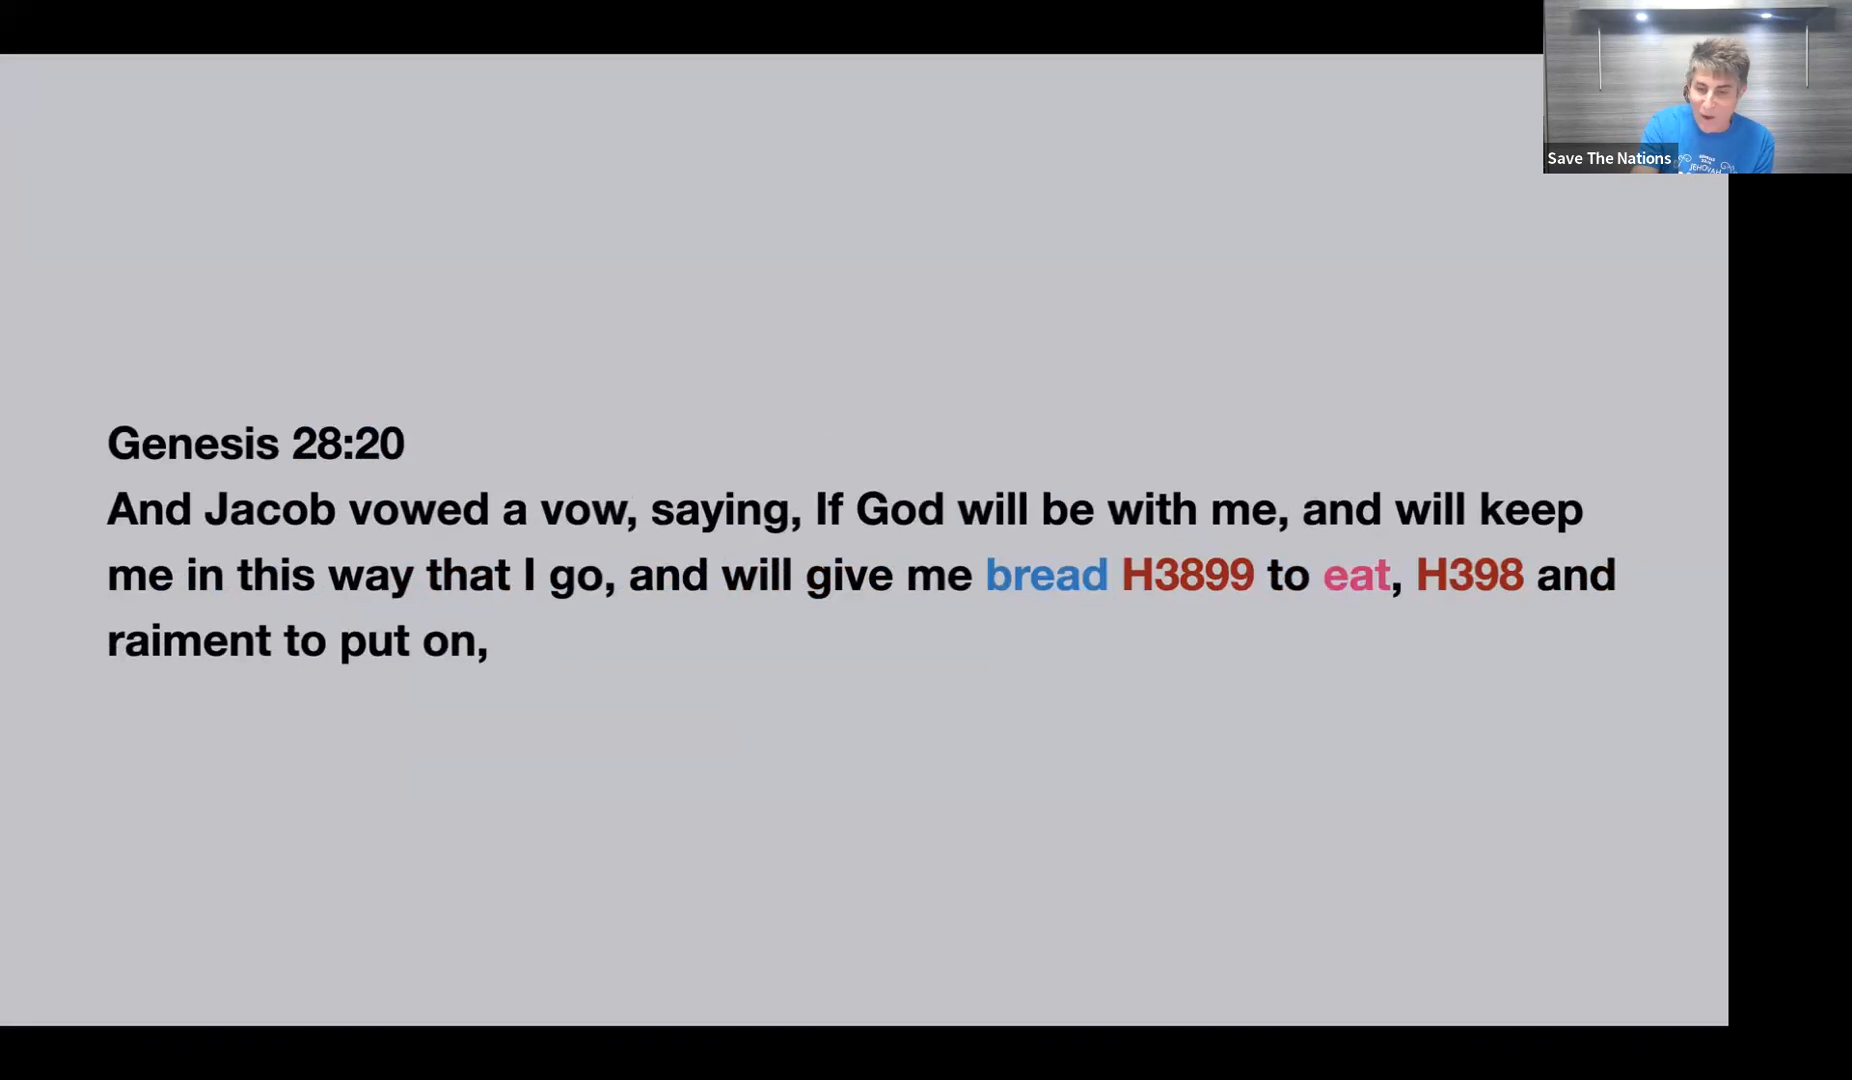 Genesis 28:20
And Jacob vowed a vow, saying, If God will be with me, and will keep
me in this way that I go, and will give me bread H3899 to eat, H398 and
raiment to put on,
Save The Nations
JEHOVAH